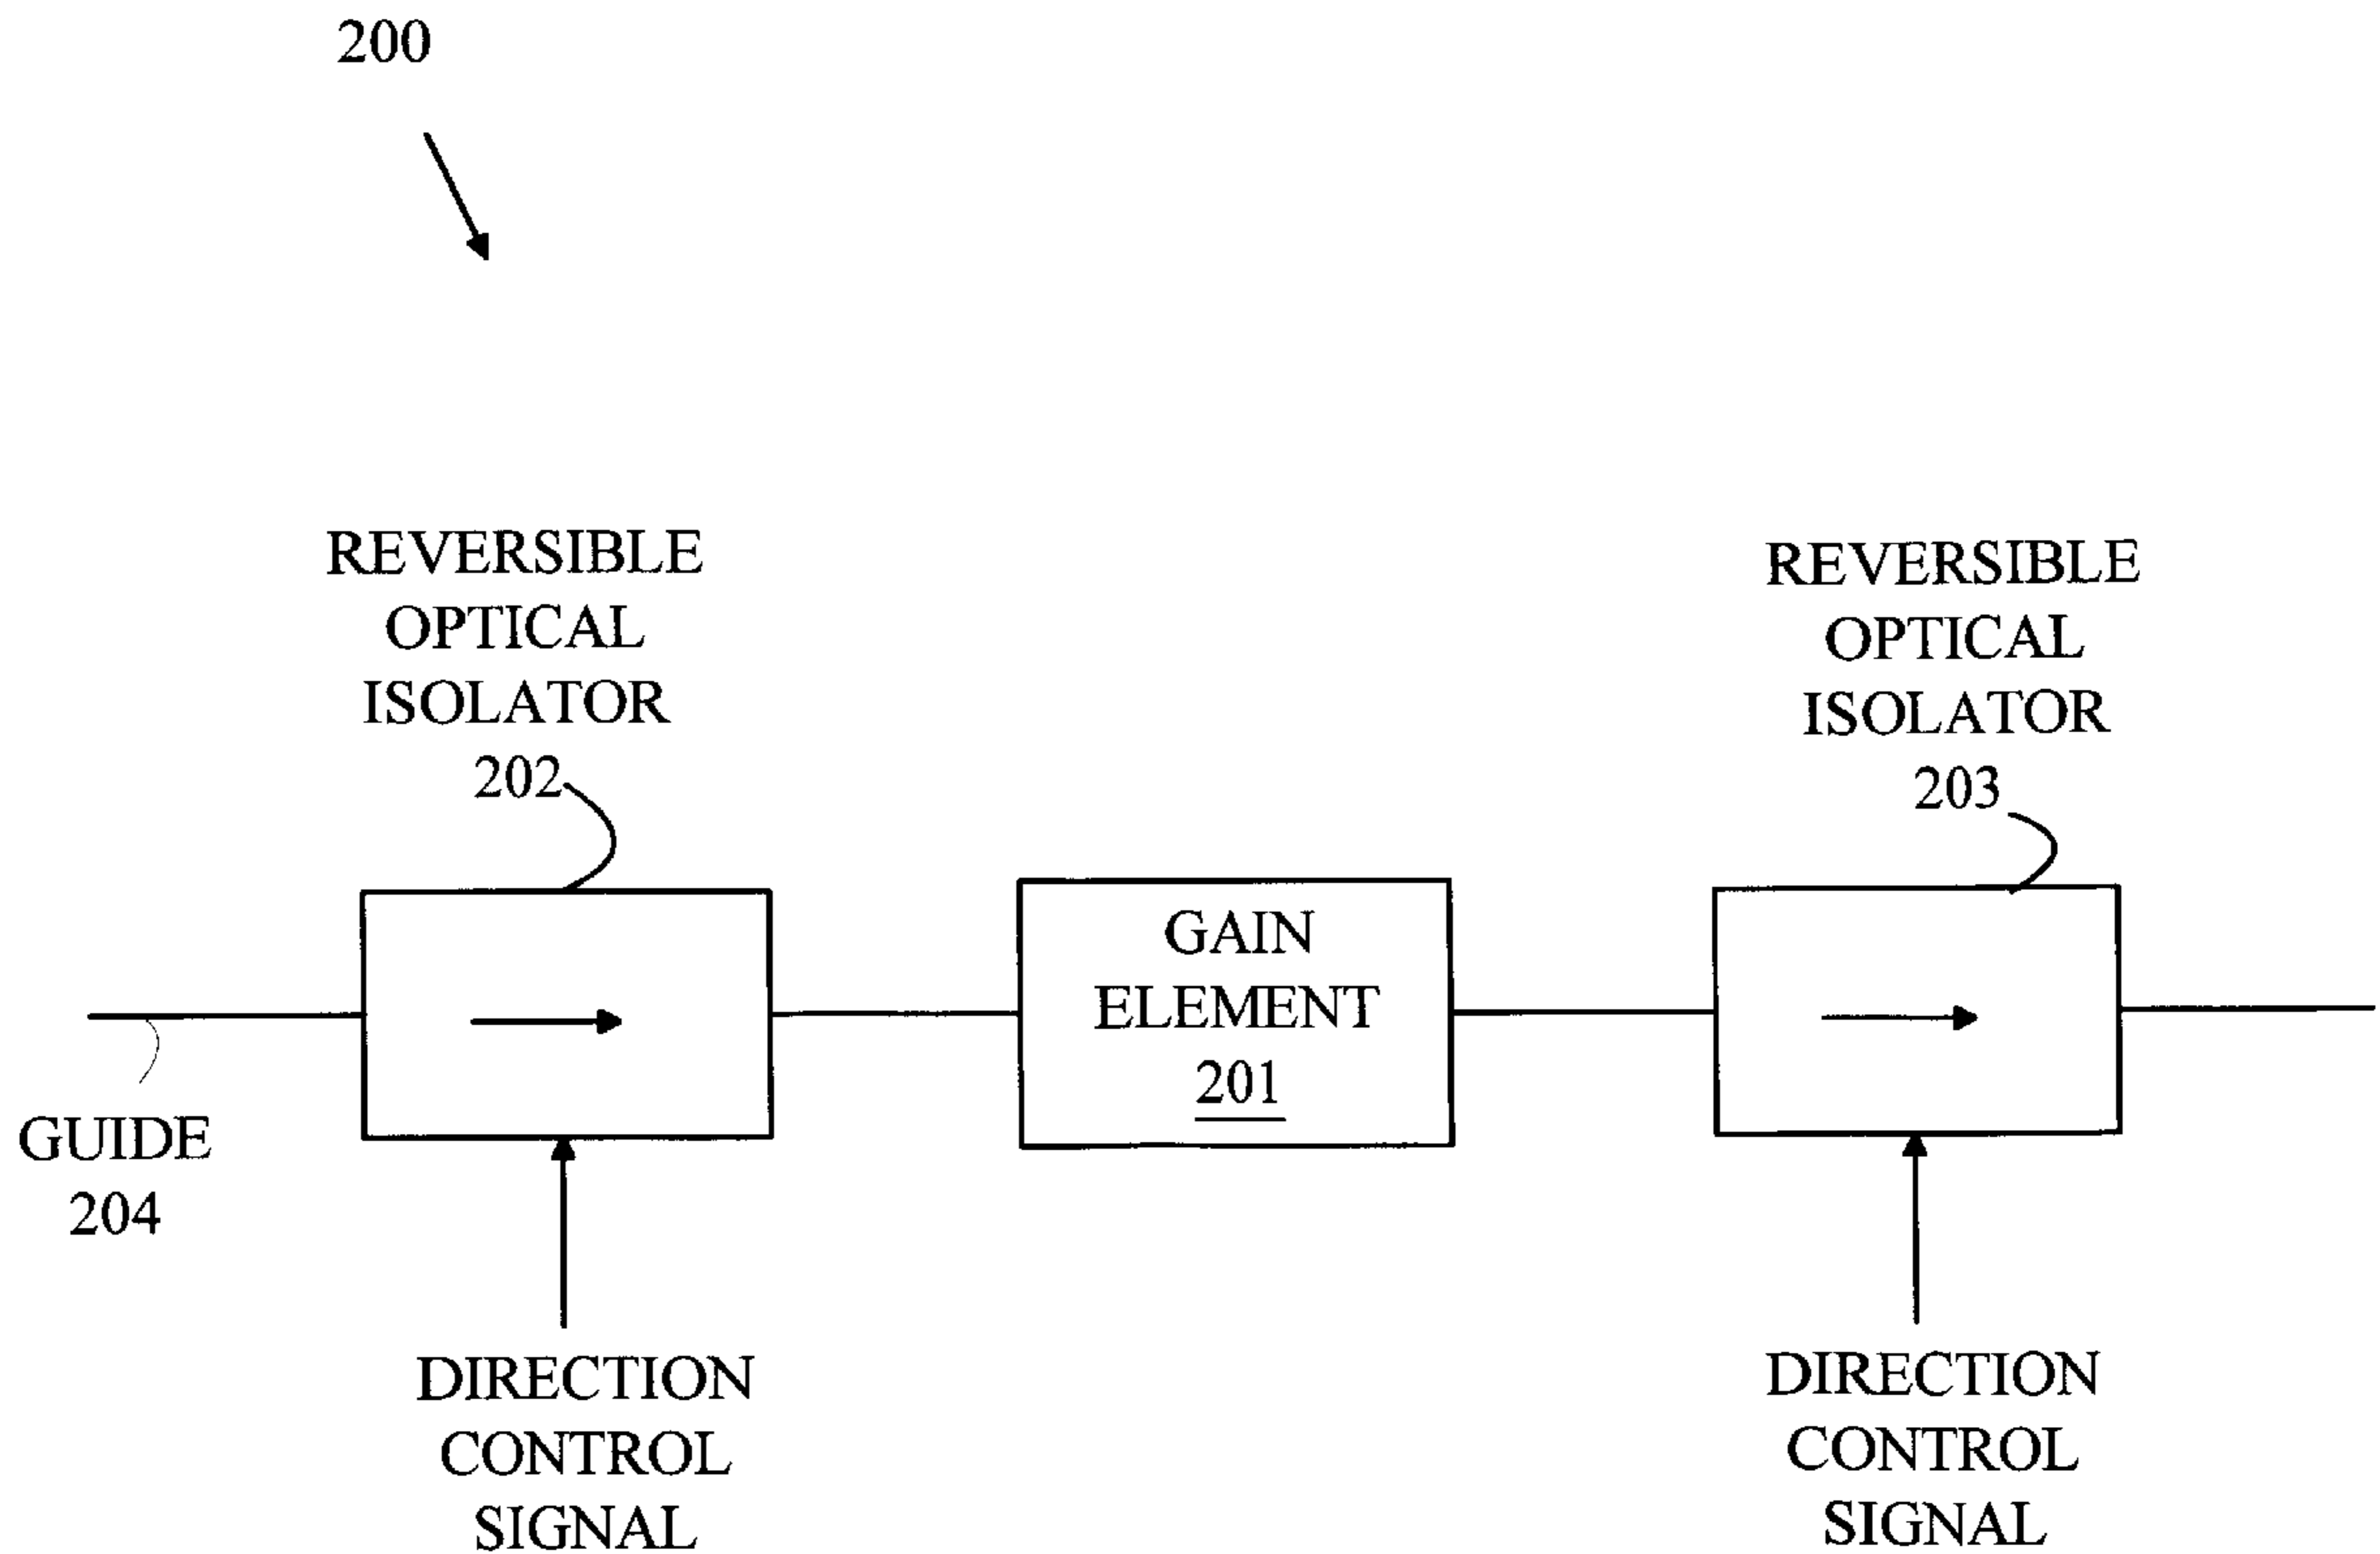 200
REVERSIBLE
OPTICAL
ISOLATOR
202
REVERSIBLE
OPTICAL
ISOLATOR
203
GAIN
ELEMENT
201
GUIDE
204
DIRECTION
CONTROL
SIGNAL
DIRECTION
CONTROL
SIGNAL